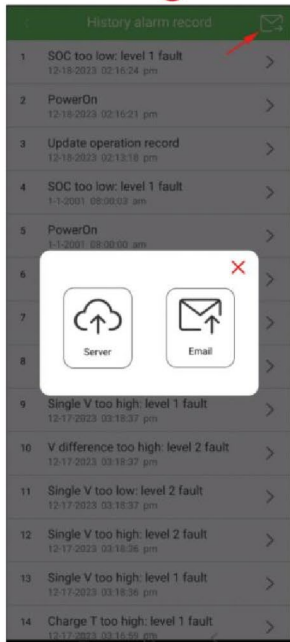 History alarm record
1 SOC too low: level 1 fault
12-18-2023 02:16:24 pm
2 PowerOn
12-18-2023 02:16:21 pm
3 Update operation record
12-18-2023 02:13:18 pm
4 SOC too low: level 1 fault
1-1-2001 08:00:03 am
5 PowerOn
1-1-2001 08:00:00 am
6
7
Server Email
8
9 Single V too high: level 1 fault
12-17-2023 03:18:37 pm
10 V difference too high: level 2 fault
12-17-2023 03:18:37 pm
11 Single V too low: level 2 fault
12-17-2023 03:18:37 pm
12 Single V too high: level 2 fault
12-17-2023 03:18:36 pm
13 Single V too high: level 1 fault
12-17-2023 03:18:36 pm
14 Charge T too high: level 1 fault
12-17-2023 03:16:59 pm